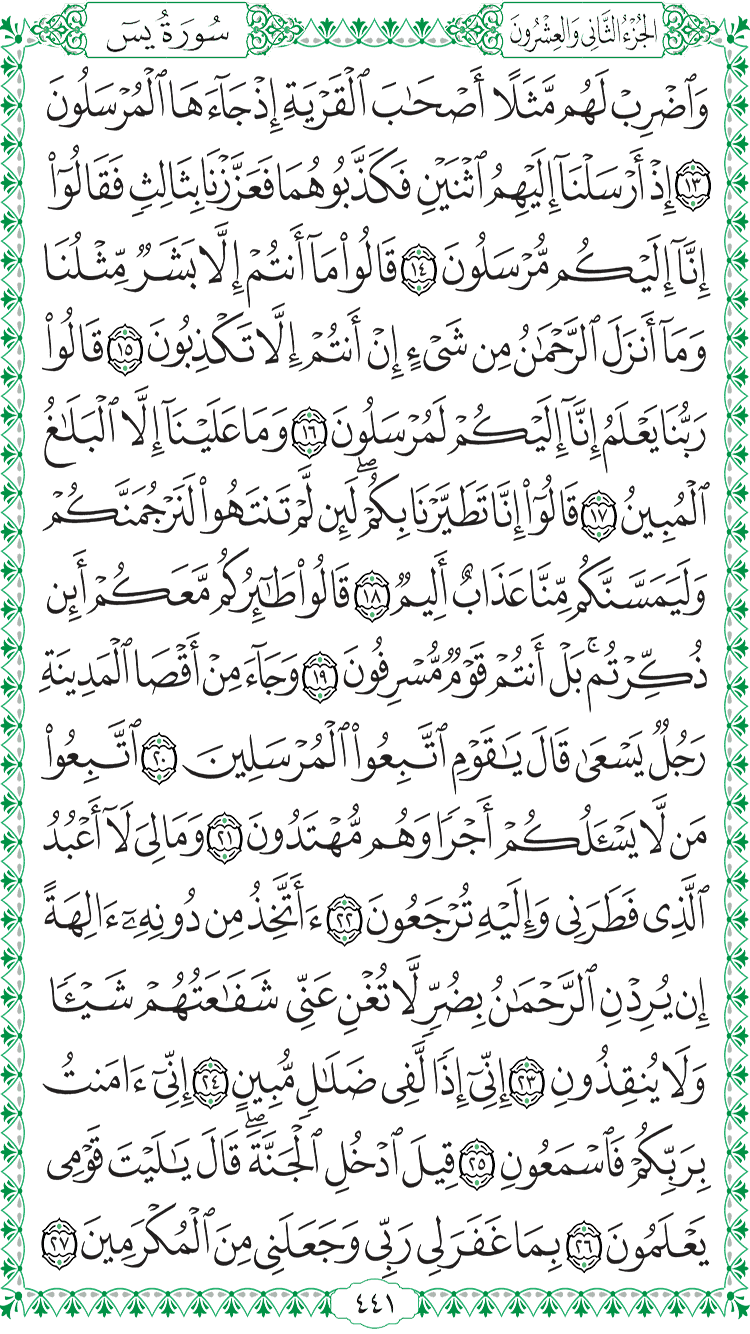 الجُزْءُ الثَّانِي وَالعِشْرُونَ
سُورَةُ يسٓ
وَٱضْرِبْ لَهُم مَّثَلًا أَصْحَٰبَ ٱلْقَرْيَةِ إِذْ جَآءَهَا ٱلْمُرْسَلُونَ
١٣ إِذْ أَرْسَلْنَآ إِلَيْهِمُ ٱثْنَيْنِ فَكَذَّبُوهُمَا فَعَزَّزْنَا بِثَالِثٍ فَقَالُوٓا۟
إِنَّآ إِلَيْكُم مُّرْسَلُونَ ١٤ قَالُوا۟ مَآ أَنتُمْ إِلَّا بَشَرٌ مِّثْلُنَا
وَمَآ أَنزَلَ ٱلرَّحْمَٰنُ مِن شَىْءٍ إِنْ أَنتُمْ إِلَّا تَكْذِبُونَ ١٥ قَالُوا۟
رَبُّنَا يَعْلَمُ إِنَّآ إِلَيْكُمْ لَمُرْسَلُونَ ١٦ وَمَا عَلَيْنَآ إِلَّا ٱلْبَلَٰغُ
ٱلْمُبِينُ ١٧ قَالُوٓا۟ إِنَّا تَطَيَّرْنَا بِكُمْ ۖ لَئِن لَّمْ تَنتَهُوا۟ لَنَرْجُمَنَّكُمْ
وَلَيَمَسَّنَّكُم مِّنَّا عَذَابٌ أَلِيمٌ ١٨ قَالُوا۟ طَٰٓئِرُكُم مَّعَكُمْ أَئِن
ذُكِّرْتُم ۚ بَلْ أَنتُمْ قَوْمٌ مُّسْرِفُونَ ١٩ وَجَآءَ مِنْ أَقْصَا ٱلْمَدِينَةِ
رَجُلٌ يَسْعَىٰ قَالَ يَٰقَوْمِ ٱتَّبِعُوا۟ ٱلْمُرْسَلِينَ ٢٠ ٱتَّبِعُوا۟
مَن لَّا يَسْـَٔلُكُمْ أَجْرًا وَهُم مُّهْتَدُونَ ٢١ وَمَا لِىَ لَآ أَعْبُدُ
ٱلَّذِى فَطَرَنِى وَإِلَيْهِ تُرْجَعُونَ ٢٢ ءَأَتَّخِذُ مِن دُونِهِۦٓ ءَالِهَةً
إِن يُرِدْنِ ٱلرَّحْمَٰنُ بِضُرٍّ لَّا تُغْنِ عَنِّى شَفَٰعَتُهُمْ شَيْـًٔا
وَلَا يُنقِذُونِ ٢٣ إِنِّىٓ إِذًا لَّفِى ضَلَٰلٍ مُّبِينٍ ٢٤ إِنِّىٓ ءَامَنتُ
بِرَبِّكُمْ فَٱسْمَعُونِ ٢٥ قِيلَ ٱدْخُلِ ٱلْجَنَّةَ ۖ قَالَ يَٰلَيْتَ قَوْمِى
يَعْلَمُونَ ٢٦ بِمَا غَفَرَ لِى رَبِّى وَجَعَلَنِى مِنَ ٱلْمُكْرَمِينَ ٢٧
٤٤١